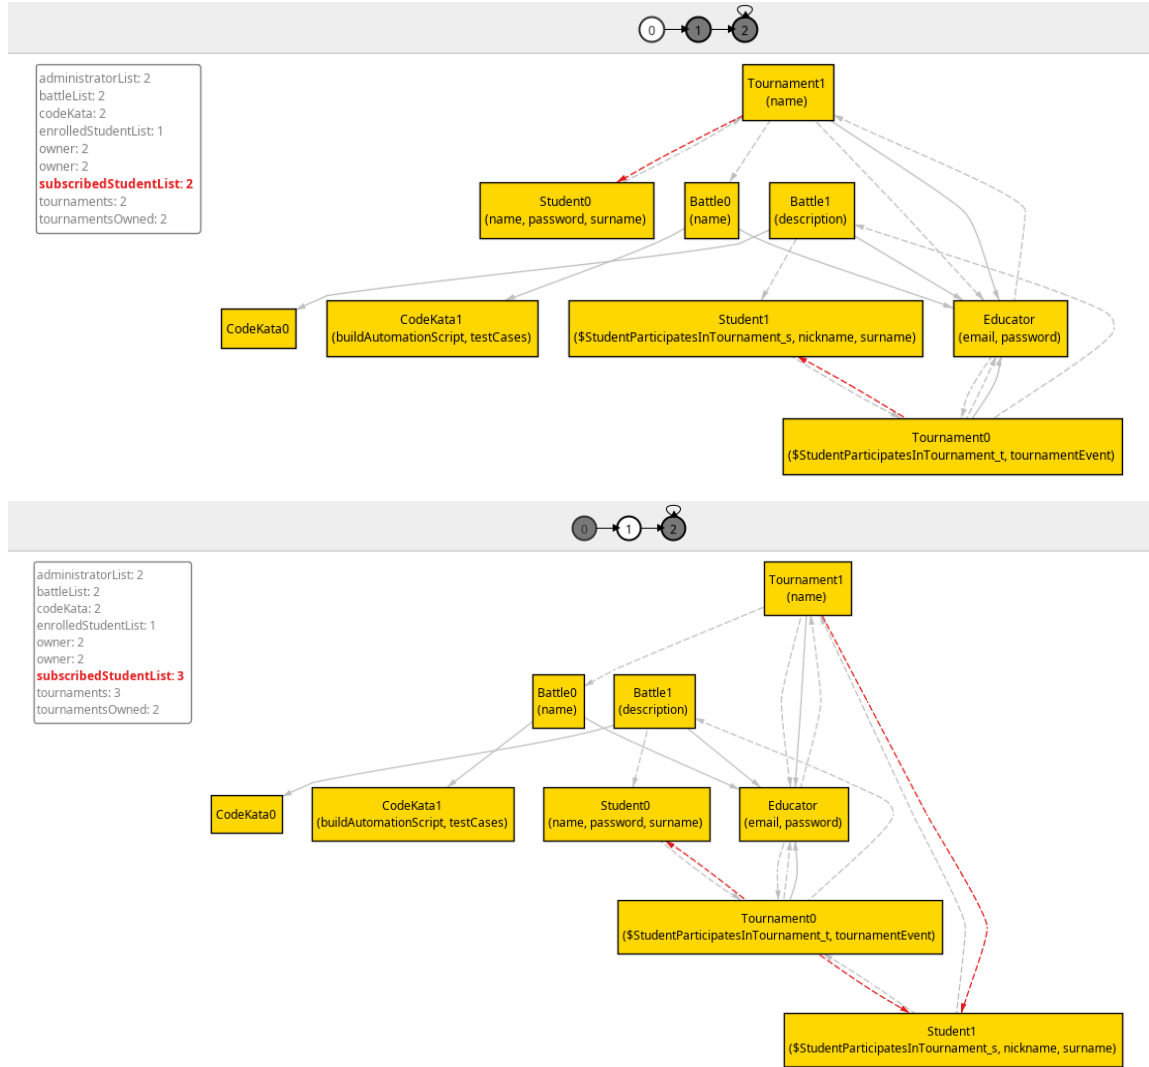 0
1
2
administratorList: 2
battleList: 2
codeKata: 2
enrolledStudentList: 1
owner: 2
owner: 2
subscribedStudentList: 2
tournaments: 2
tournamentsOwned: 2
Tournament1
(name)
Student0
(name, password, surname)
Battle0
(name)
Battle1
(description)
CodeKata0
CodeKata1
(buildAutomationScript, testCases)
Student1
($StudentParticipatesInTournament_s, nickname, surname)
Educator
(email, password)
Tournament0
($StudentParticipatesInTournament_t, tournamentEvent)
0
1
2
administratorList: 2
battleList: 2
codeKata: 2
enrolledStudentList: 1
owner: 2
owner: 2
subscribedStudentList: 3
tournaments: 3
tournamentsOwned: 2
Tournament1
(name)
Battle0
(name)
Battle1
(description)
CodeKata0
CodeKata1
(buildAutomationScript, testCases)
Student0
(name, password, surname)
Educator
(email, password)
Tournament0
($StudentParticipatesInTournament_t, tournamentEvent)
Student1
($StudentParticipatesInTournament_s, nickname, surname)